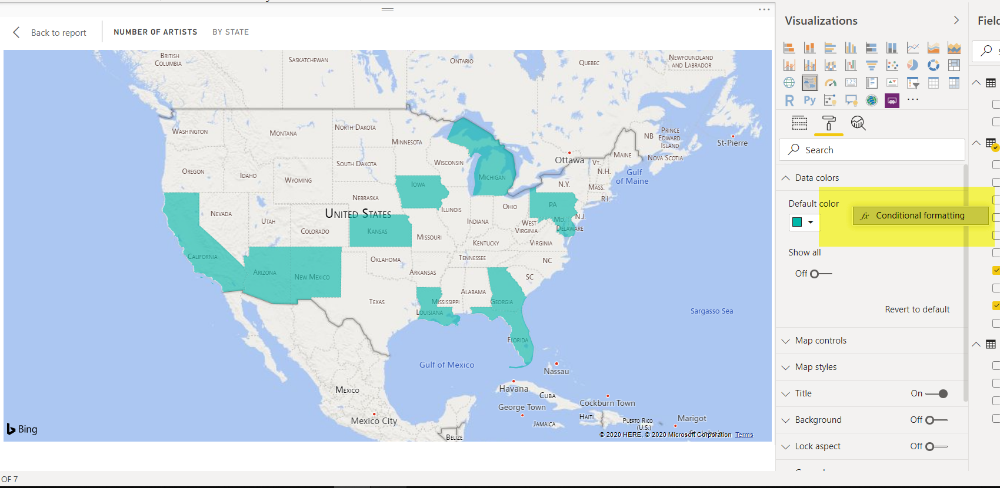 Back to report
NUMBER OF ARTISTS BY STATE
BRITISH
COLUMBIA
SASKATCHEWAN
ONTARIO
QUEBEC
NEWFOUNDLAND
AND LABRADOR
WASHINGTON
MONTANA
NORTH DAKOTA
MINNESOTA
OREGON
IDAHO
WYOMING
SOUTH DAKOTA
WISCONSIN
MICHIGAN
Ottawa
VT.
N.H.
MAINE
NB
PRINCE
EDWARD
ISLAND
NOVA SCOTIA
St-Pierre
Gulf
of Maine
N.Y.
MASS.
R.I.
IOWA
NEBRASKA
UNITED STATES
ILLINOIS
INDIANA
OHIO
PA
N.J.
MD.
DELAWARE
NEVADA
UTAH
COLORADO
KANSAS
MISSOURI
KENTUCKY
WEST
VIRGINIA
VIRGINIA
CALIFORNIA
ARIZONA
NEW MEXICO
OKLAHOMA
ARKANSAS
TENNESSEE
NC
SC
TEXAS
LOUISIANA
MISSISSIPPI
ALABAMA
GEORGIA
FLORIDA
Sargasso Sea
Gulf of Mexico
Nassau
Havana
CUBA
MEXICO
Mexico City
George Town
Cockburn Town
JAMAICA
HAITI
PUERTO RICO
(U.S.)
Marigot
BELIZE
Bing
© 2020 HERE, © 2020 Microsoft Corporation Terms
OF 7
Visualizations
123
R
Py
Search
Data colors
Default color
fx Conditional formatting
Show all
Off
Revert to default
Map controls
Map styles
Title On
Background Off
Lock aspect Off